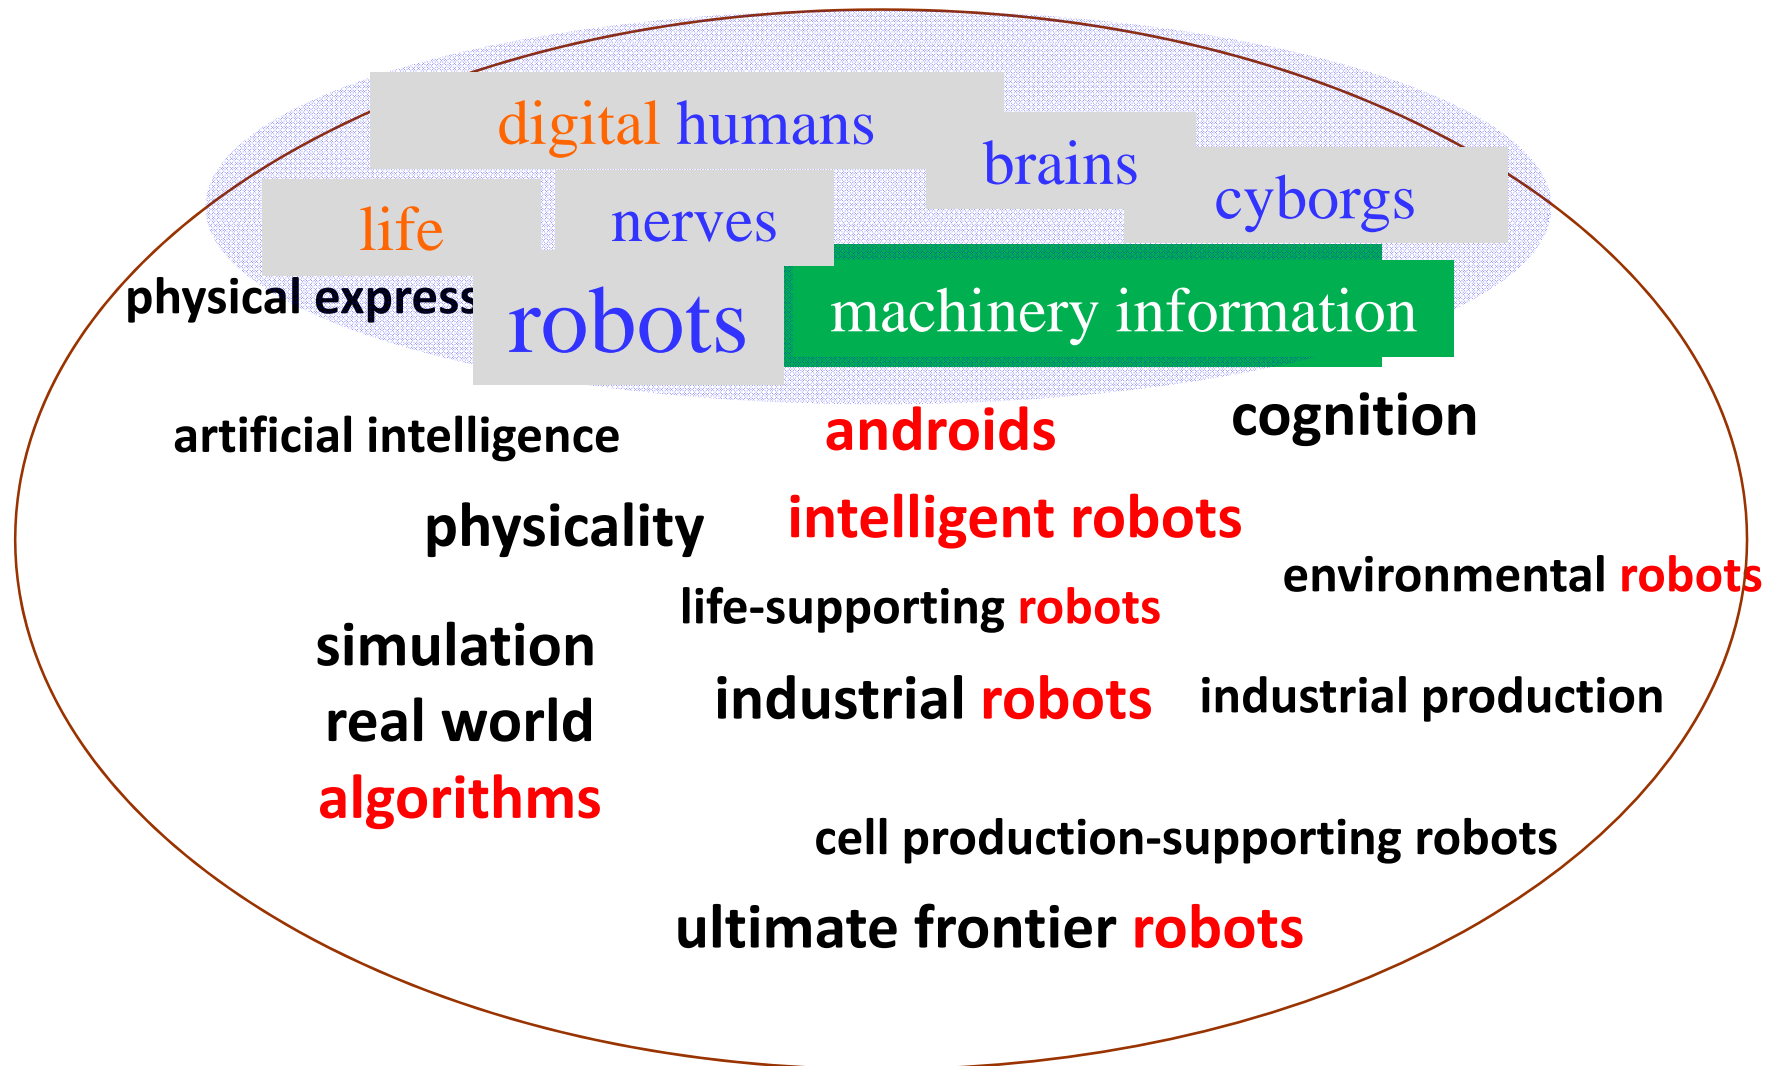 digital humans
brains
cyborgs
life
nerves
physical express
robots
machinery information
artificial intelligence
androids
cognition
physicality
intelligent robots
environmental robots
life-supporting robots
simulation
industrial robots
industrial production
real world
algorithms
cell production-supporting robots
ultimate frontier robots